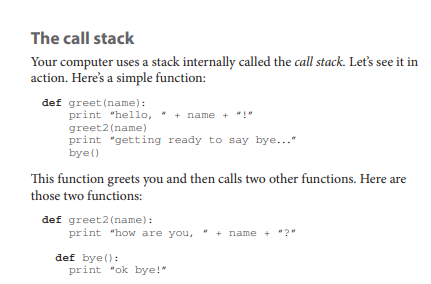 The call stack
Your computer uses a stack internally called the call stack. Let's see it in
action. Here's a simple function:
def greet(name):
print "hello, " + name + "!"
greet2(name)
print "getting ready to say bye..."
bye()
This function greets you and then calls two other functions. Here are
those two functions:
def greet2(name):
print "how are you, " + name + "?"
def bye():
print "ok bye!"